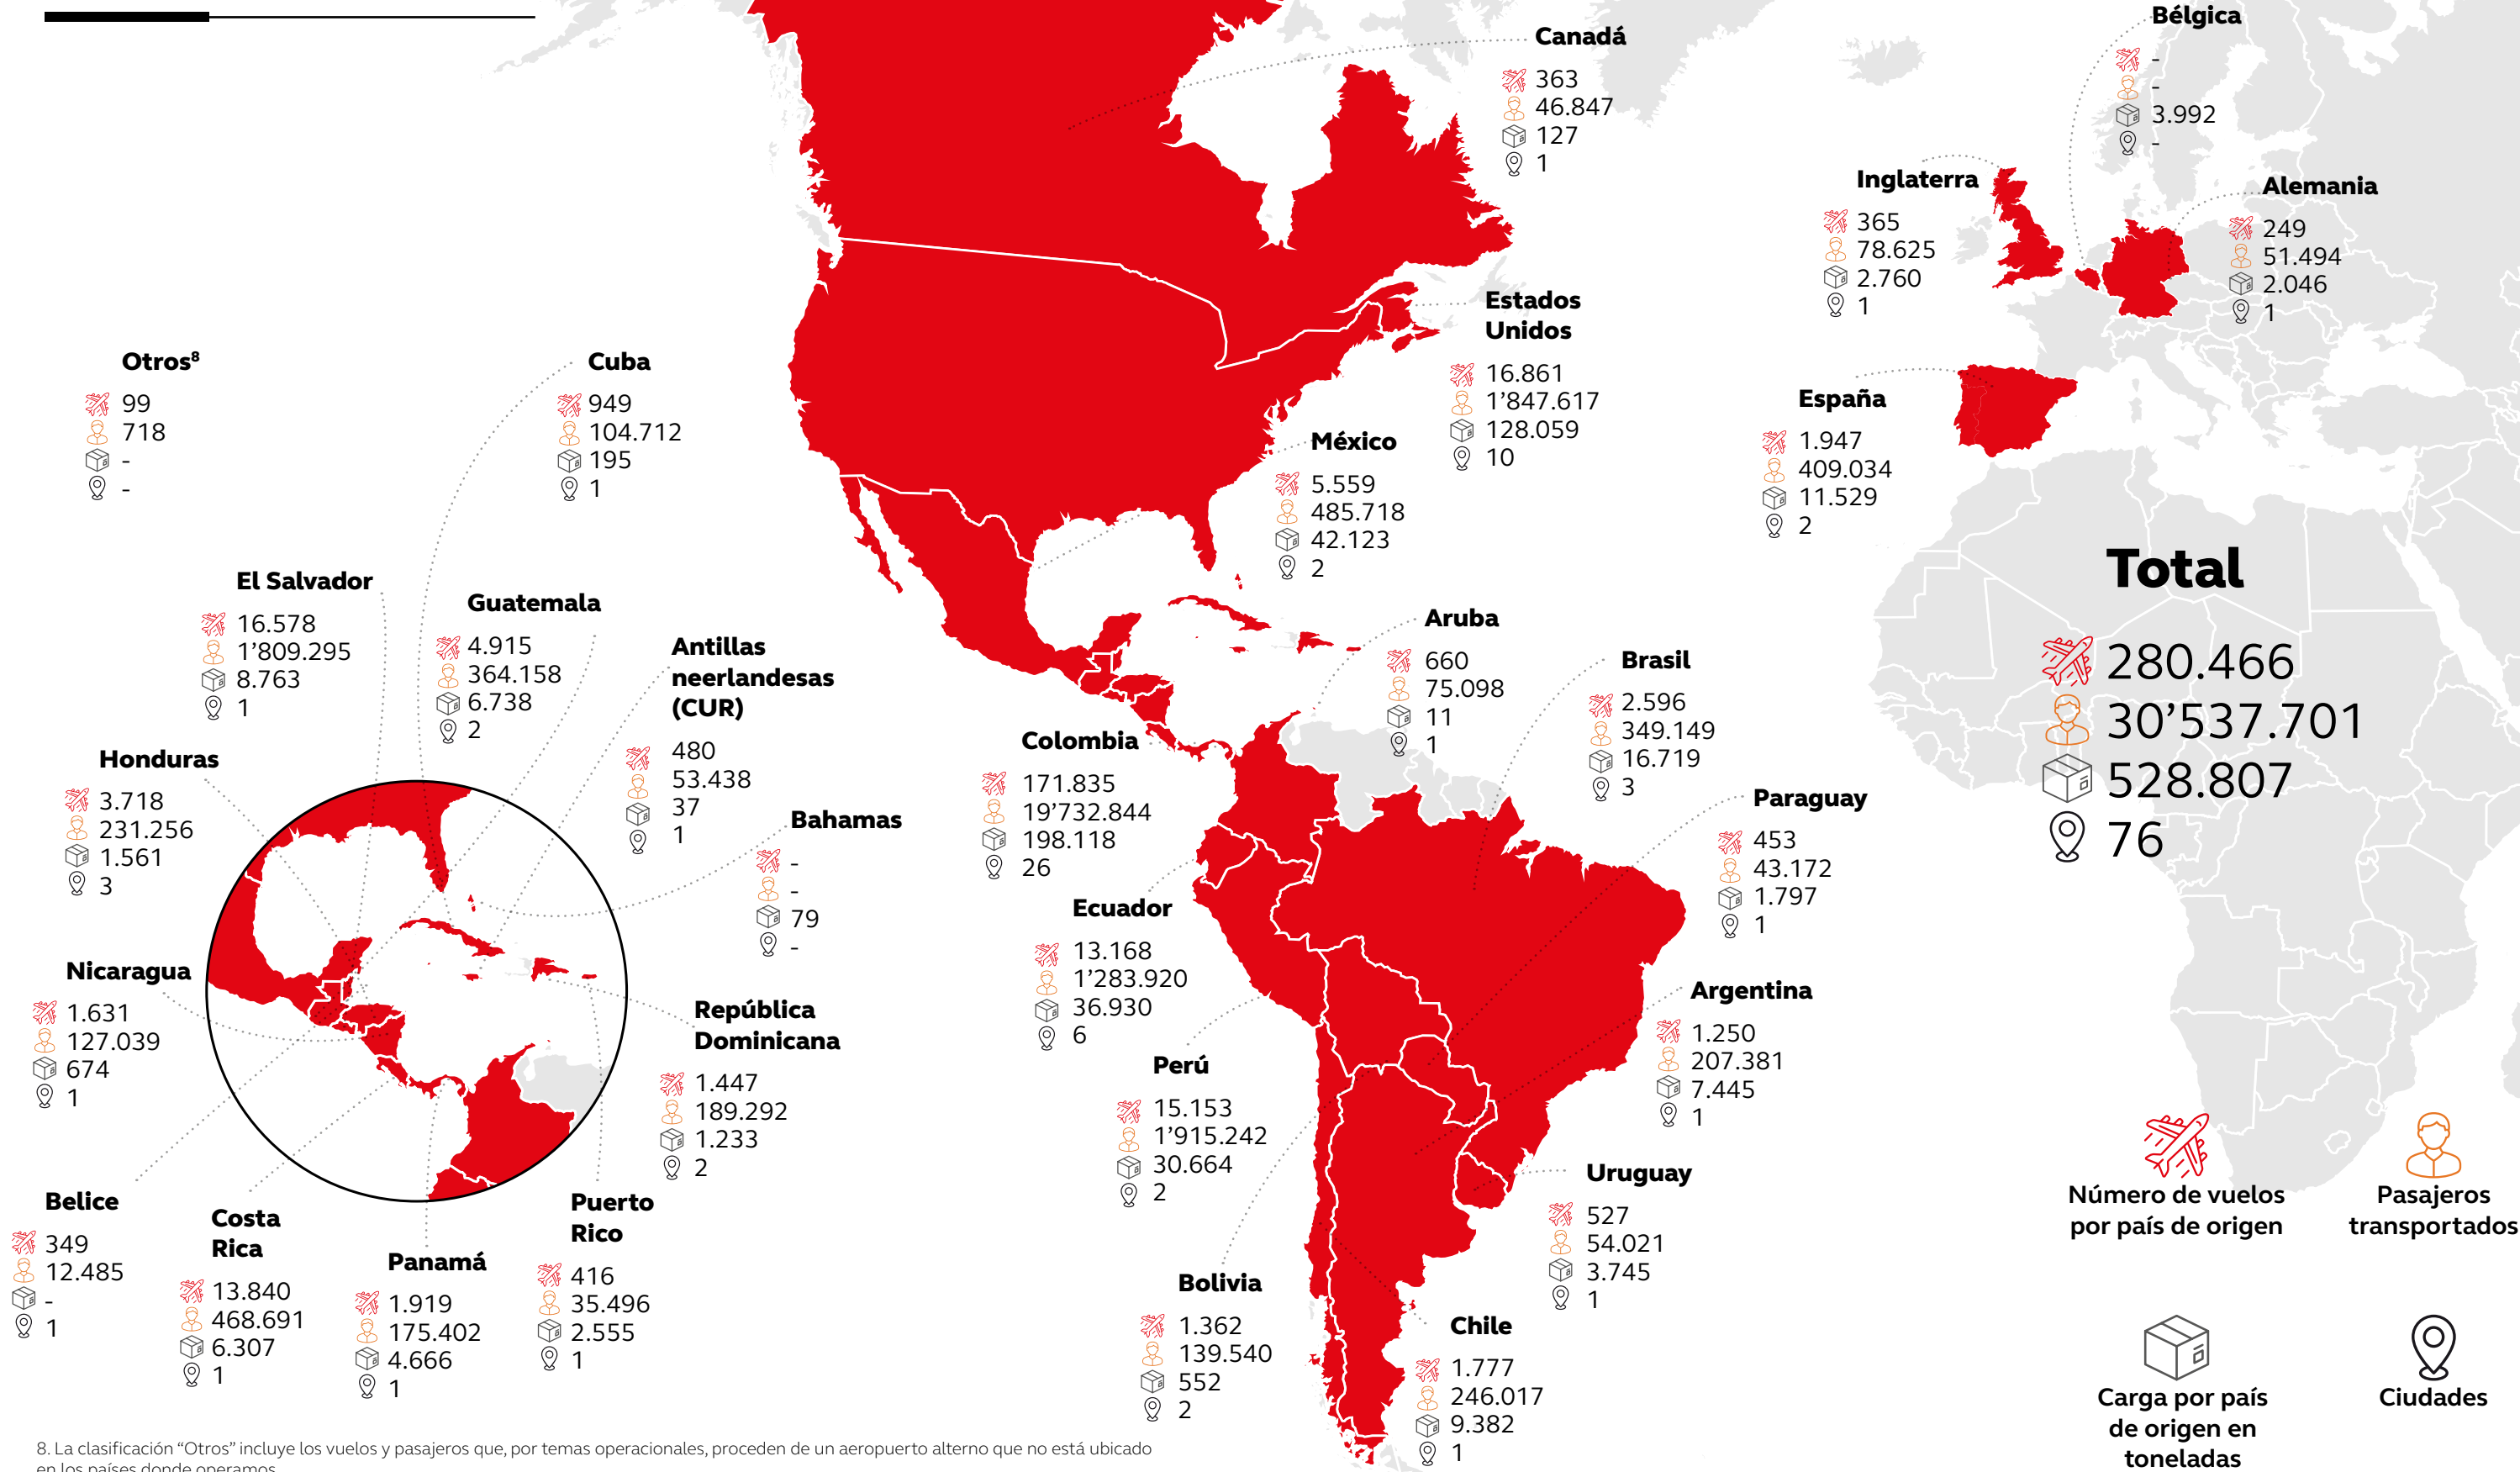 Canadá
363
46.847
127
1
Bélgica
-
-
3.992
-
Inglaterra
365
78.625
2.760
1
Alemania
249
51.494
2.046
1
Estados
Unidos
16.861
1’847.617
128.059
10
España
1.947
409.034
11.529
2
Otros⁸
99
718
-
-
Cuba
949
104.712
195
1
México
5.559
485.718
42.123
2
El Salvador
16.578
1’809.295
8.763
1
Guatemala
4.915
364.158
6.738
2
Antillas
neerlandesas
(CUR)
480
53.438
37
1
Aruba
660
75.098
11
1
Brasil
2.596
349.149
16.719
3
Total
280.466
30’537.701
528.807
76
Honduras
3.718
231.256
1.561
3
Bahamas
-
-
79
-
Colombia
171.835
19’732.844
198.118
26
Paraguay
453
43.172
1.797
1
Ecuador
13.168
1’283.920
36.930
6
Nicaragua
1.631
127.039
674
1
República
Dominicana
1.447
189.292
1.233
2
Argentina
1.250
207.381
7.445
1
Perú
15.153
1’915.242
30.664
2
Uruguay
527
54.021
3.745
1
Belice
349
12.485
-
1
Costa
Rica
13.840
468.691
6.307
1
Panamá
1.919
175.402
4.666
1
Puerto
Rico
416
35.496
2.555
1
Bolivia
1.362
139.540
552
2
Chile
1.777
246.017
9.382
1
Número de vuelos
por país de origen
Pasajeros
transportados
Carga por país
de origen en
toneladas
Ciudades
8. La clasificación “Otros” incluye los vuelos y pasajeros que, por temas operacionales, proceden de un aeropuerto alterno que no está ubicado
en los países donde operamos.